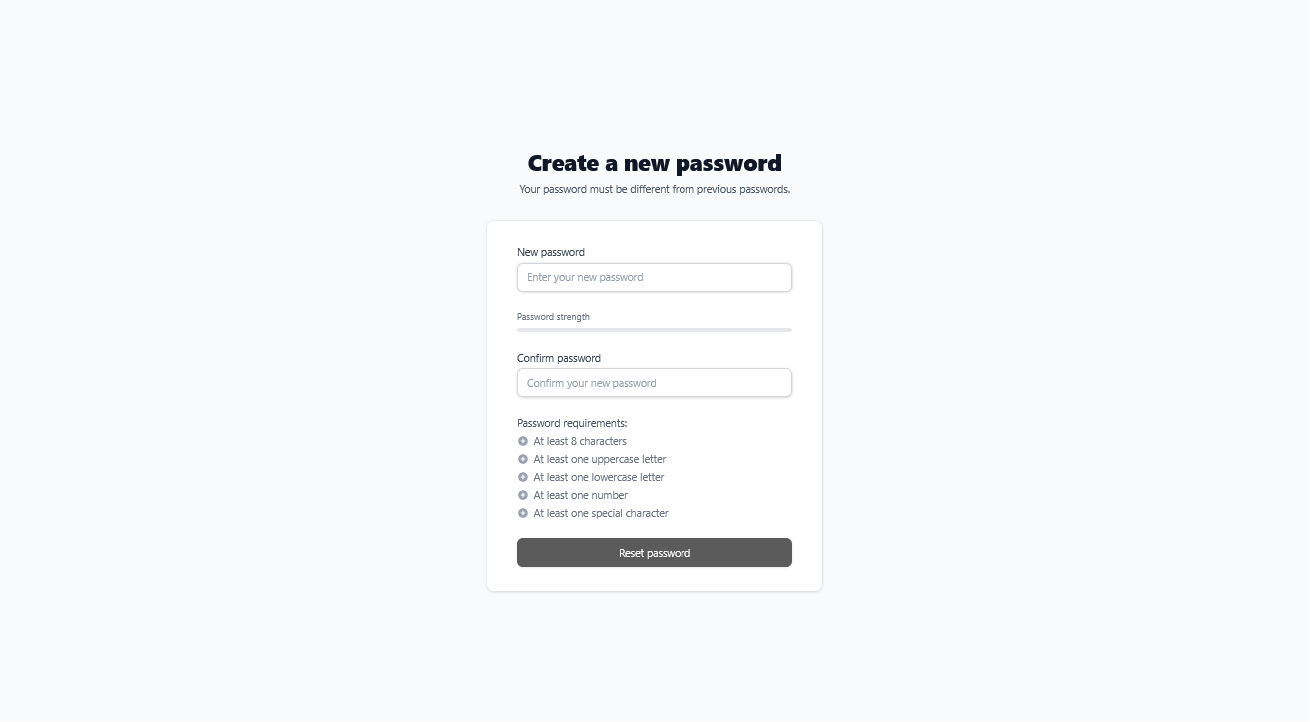 Create a new password
Your password must be different from previous passwords.
New password
Enter your new password
Password strength
Confirm password
Confirm your new password
Password requirements:
At least 8 characters
At least one uppercase letter
At least one lowercase letter
At least one number
At least one special character
Reset password